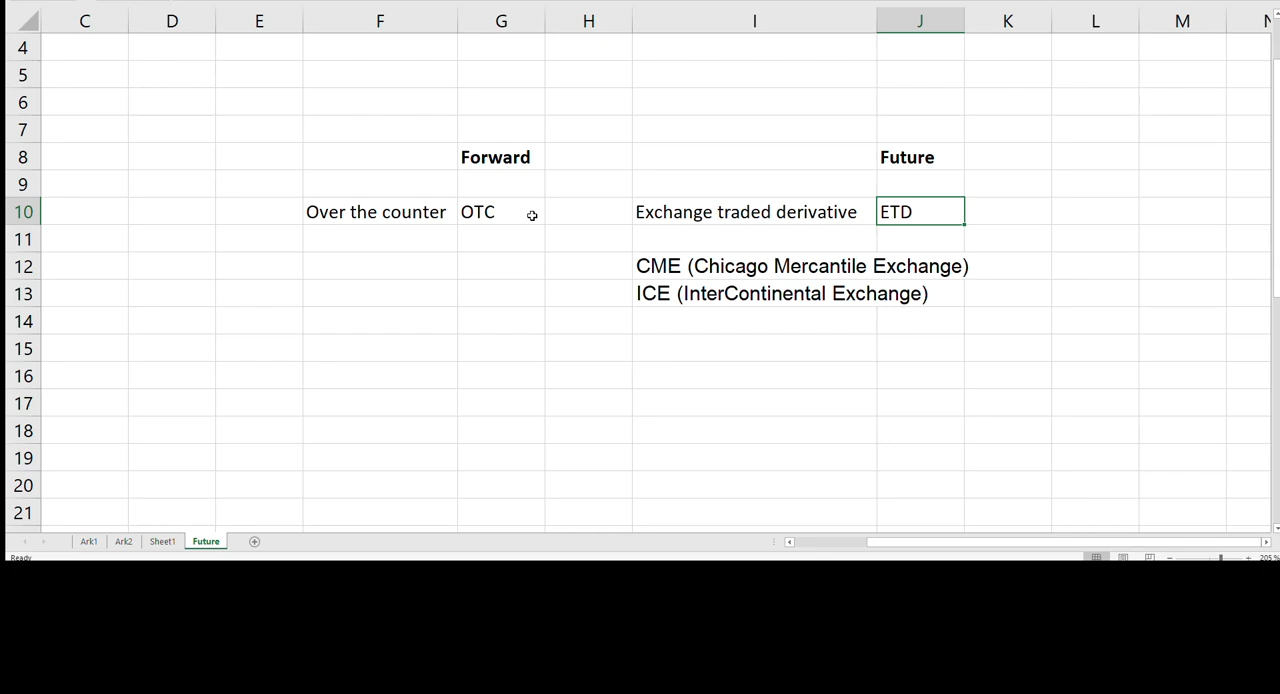 C D E F G H I J K L M N
4
5
6
7
8 Forward Future
9
10 Over the counter OTC Exchange traded derivative ETD
11
12 CME (Chicago Mercantile Exchange)
13 ICE (InterContinental Exchange)
14
15
16
17
18
19
20
21
Ark1 Ark2 Sheet1 Future
Ready 205 %